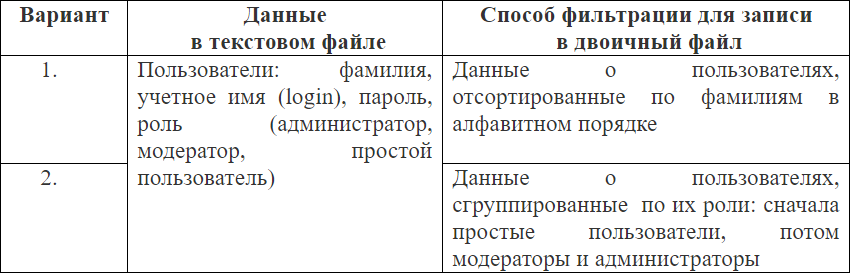 Вариант
Данные
в текстовом файле
Способ фильтрации для записи
в двоичный файл
1.
Пользователи: фамилия,
учетное имя (login), пароль,
роль (администратор,
модератор, простой
пользователь)
Данные о пользователях,
отсортированные по фамилиям в
алфавитном порядке
2.
Данные о пользователях,
сгруппированные по их роли: сначала
простые пользователи, потом
модераторы и администраторы